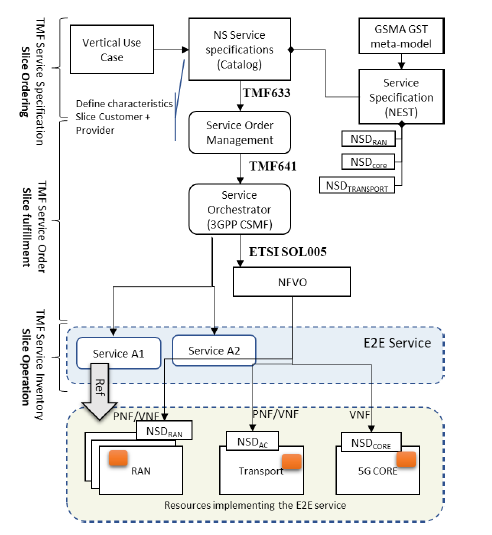 TMF Service Specification
Slice Ordering
Vertical Use
Case
NS Service
specifications
(Catalog)
GSMA GST
meta-model
TMF633
Service
Specification
(NEST)
Define characteristics
Slice Customer +
Provider
Service Order
Management
NSDRAN
NSDcore
NSDTRANSPORT
TMF641
TMF Service Order
Slice fulfillment
Service
Orchestrator
(3GPP CSMF)
ETSI SOL005
NFVO
TMF Service Inventory
Slice Operation
E2E Service
Service A1
Service A2
Ref
PNF/VNF
PNF/VNF
VNF
NSDRAN
NSDAC
NSDCORE
RAN
Transport
5G CORE
Resources implementing the E2E service